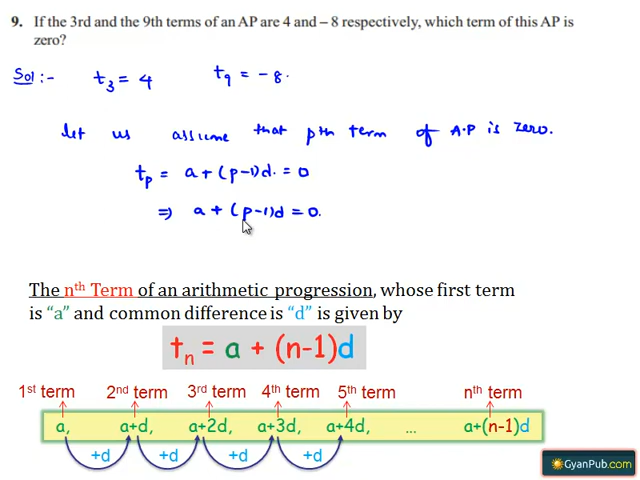 9. If the 3rd and the 9th terms of an AP are 4 and – 8 respectively, which term of this AP is
zero?
Sol :- t₃ = 4 t₉ = -8.
let us assume that pth term of A.P is zero.
tₚ = a + (p-1)d. = 0
⇒ a + (p-1)d = 0.
The nᵗʰ Term of an arithmetic progression, whose first term
is “a” and common difference is “d” is given by
tₙ = a + (n-1)d
1ˢᵗ term 2ⁿᵈ term 3ʳᵈ term 4ᵗʰ term 5ᵗʰ term nᵗʰ term
a, a+d, a+2d, a+3d, a+4d, ... a+(n-1)d
+d +d +d +d
GyanPub.com